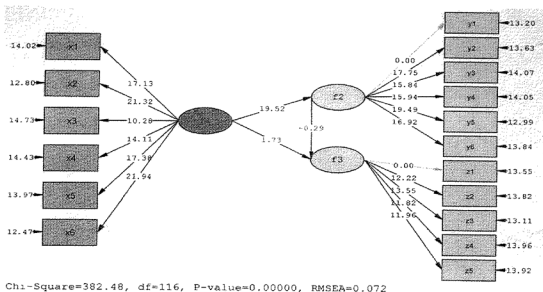 14.02 x1
12.80 x2
14.73 x3
14.43 x4
13.97 x5
12.47 x6
17.13
21.32
10.28
14.11
17.38
21.94
19.52
1.73
f2
-0.29
f3
0.00
17.75
15.84
15.94
19.49
16.92
0.00
12.22
13.55
11.82
11.96
y1 13.20
y2 13.63
y3 14.07
y4 14.05
y5 12.99
y6 13.84
z1 13.55
z2 13.82
z3 13.11
z4 13.96
z5 13.92
Chi-Square=382.48, df=116, P-value=0.00000, RMSEA=0.072